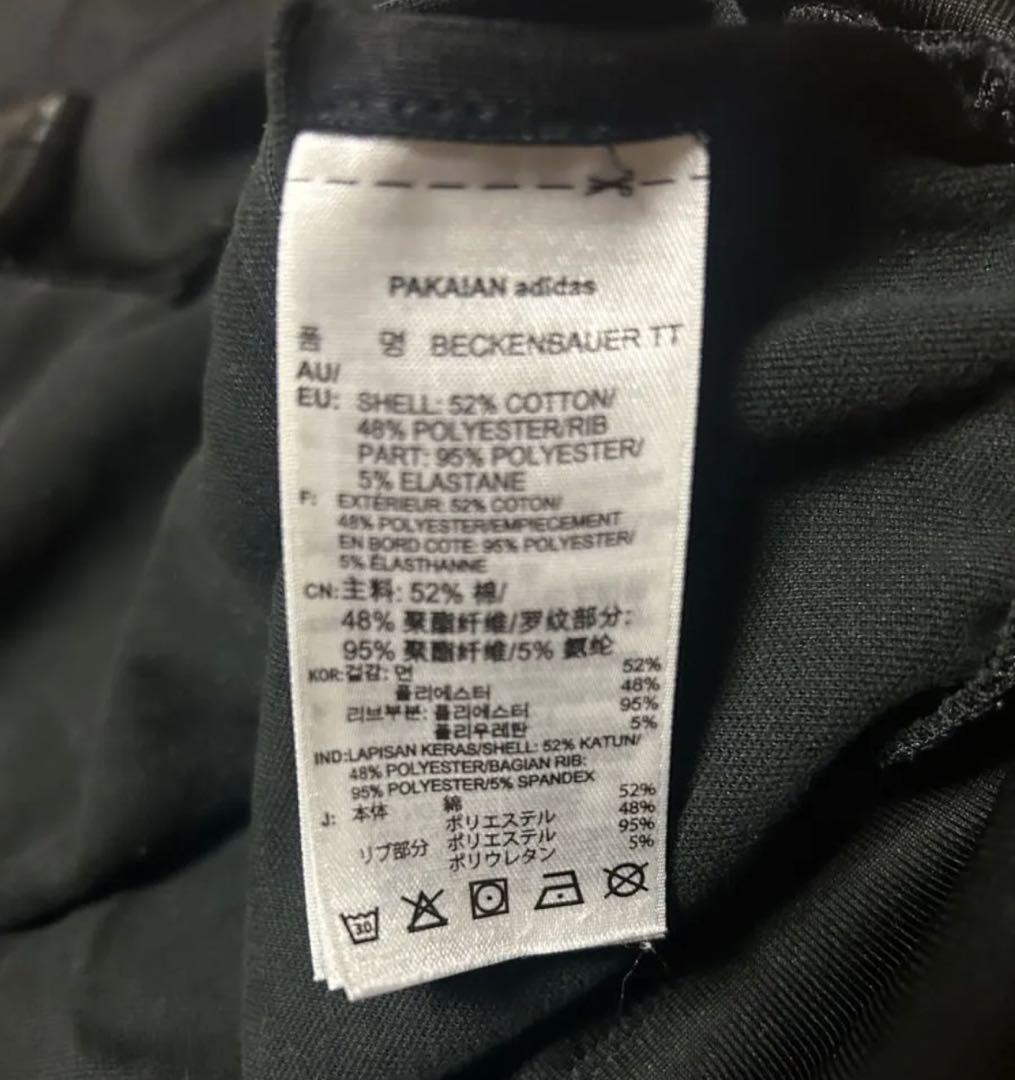 PAKAIAN adidas
품 명 BECKENBAUER TT
AU/
EU: SHELL: 52% COTTON/
48% POLYESTER/RIB
PART: 95% POLYESTER/
5% ELASTANE
F: EXTÉRIEUR: 52% COTON/
48% POLYESTER/EMPIECEMENT
EN BORD COTE: 95% POLYESTER/
5% ÉLASTHANNE
CN: 主料: 52% 棉/
48% 聚酯纤维/罗纹部分:
95% 聚酯纤维/5% 氨纶
KOR: 겉감: 면 52%
폴리에스터 48%
리브부분: 폴리에스터 95%
폴리우레탄 5%
IND: LAPISAN KERAS/SHELL: 52% KATUN/
48% POLYESTER/BAGIAN RIB:
95% POLYESTER/5% SPANDEX
J: 本体 綿 52%
ポリエステル 48%
リブ部分 ポリエステル 95%
ポリウレタン 5%
30